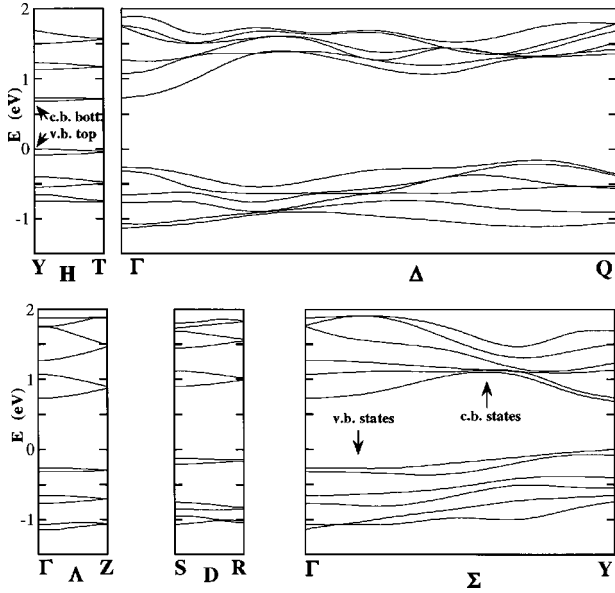 2
1
0
-1
E (eV)
c.b. bott.
v.b. top
Y H T Γ Δ Q
2
1
0
-1
E (eV)
v.b. states
c.b. states
Γ Λ Z S D R Γ Σ Y